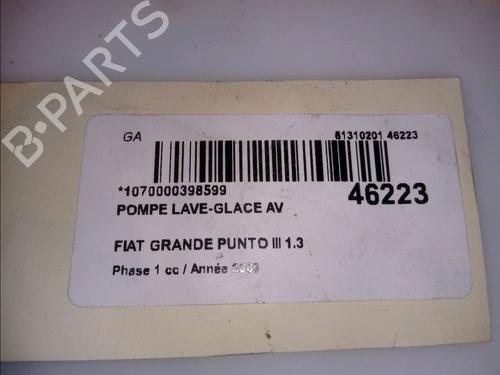 B-PARTS
GA
61310201 46223
*1070000398599
46223
POMPE LAVE-GLACE AV
FIAT GRANDE PUNTO III 1.3
Phase 1 cc / Année